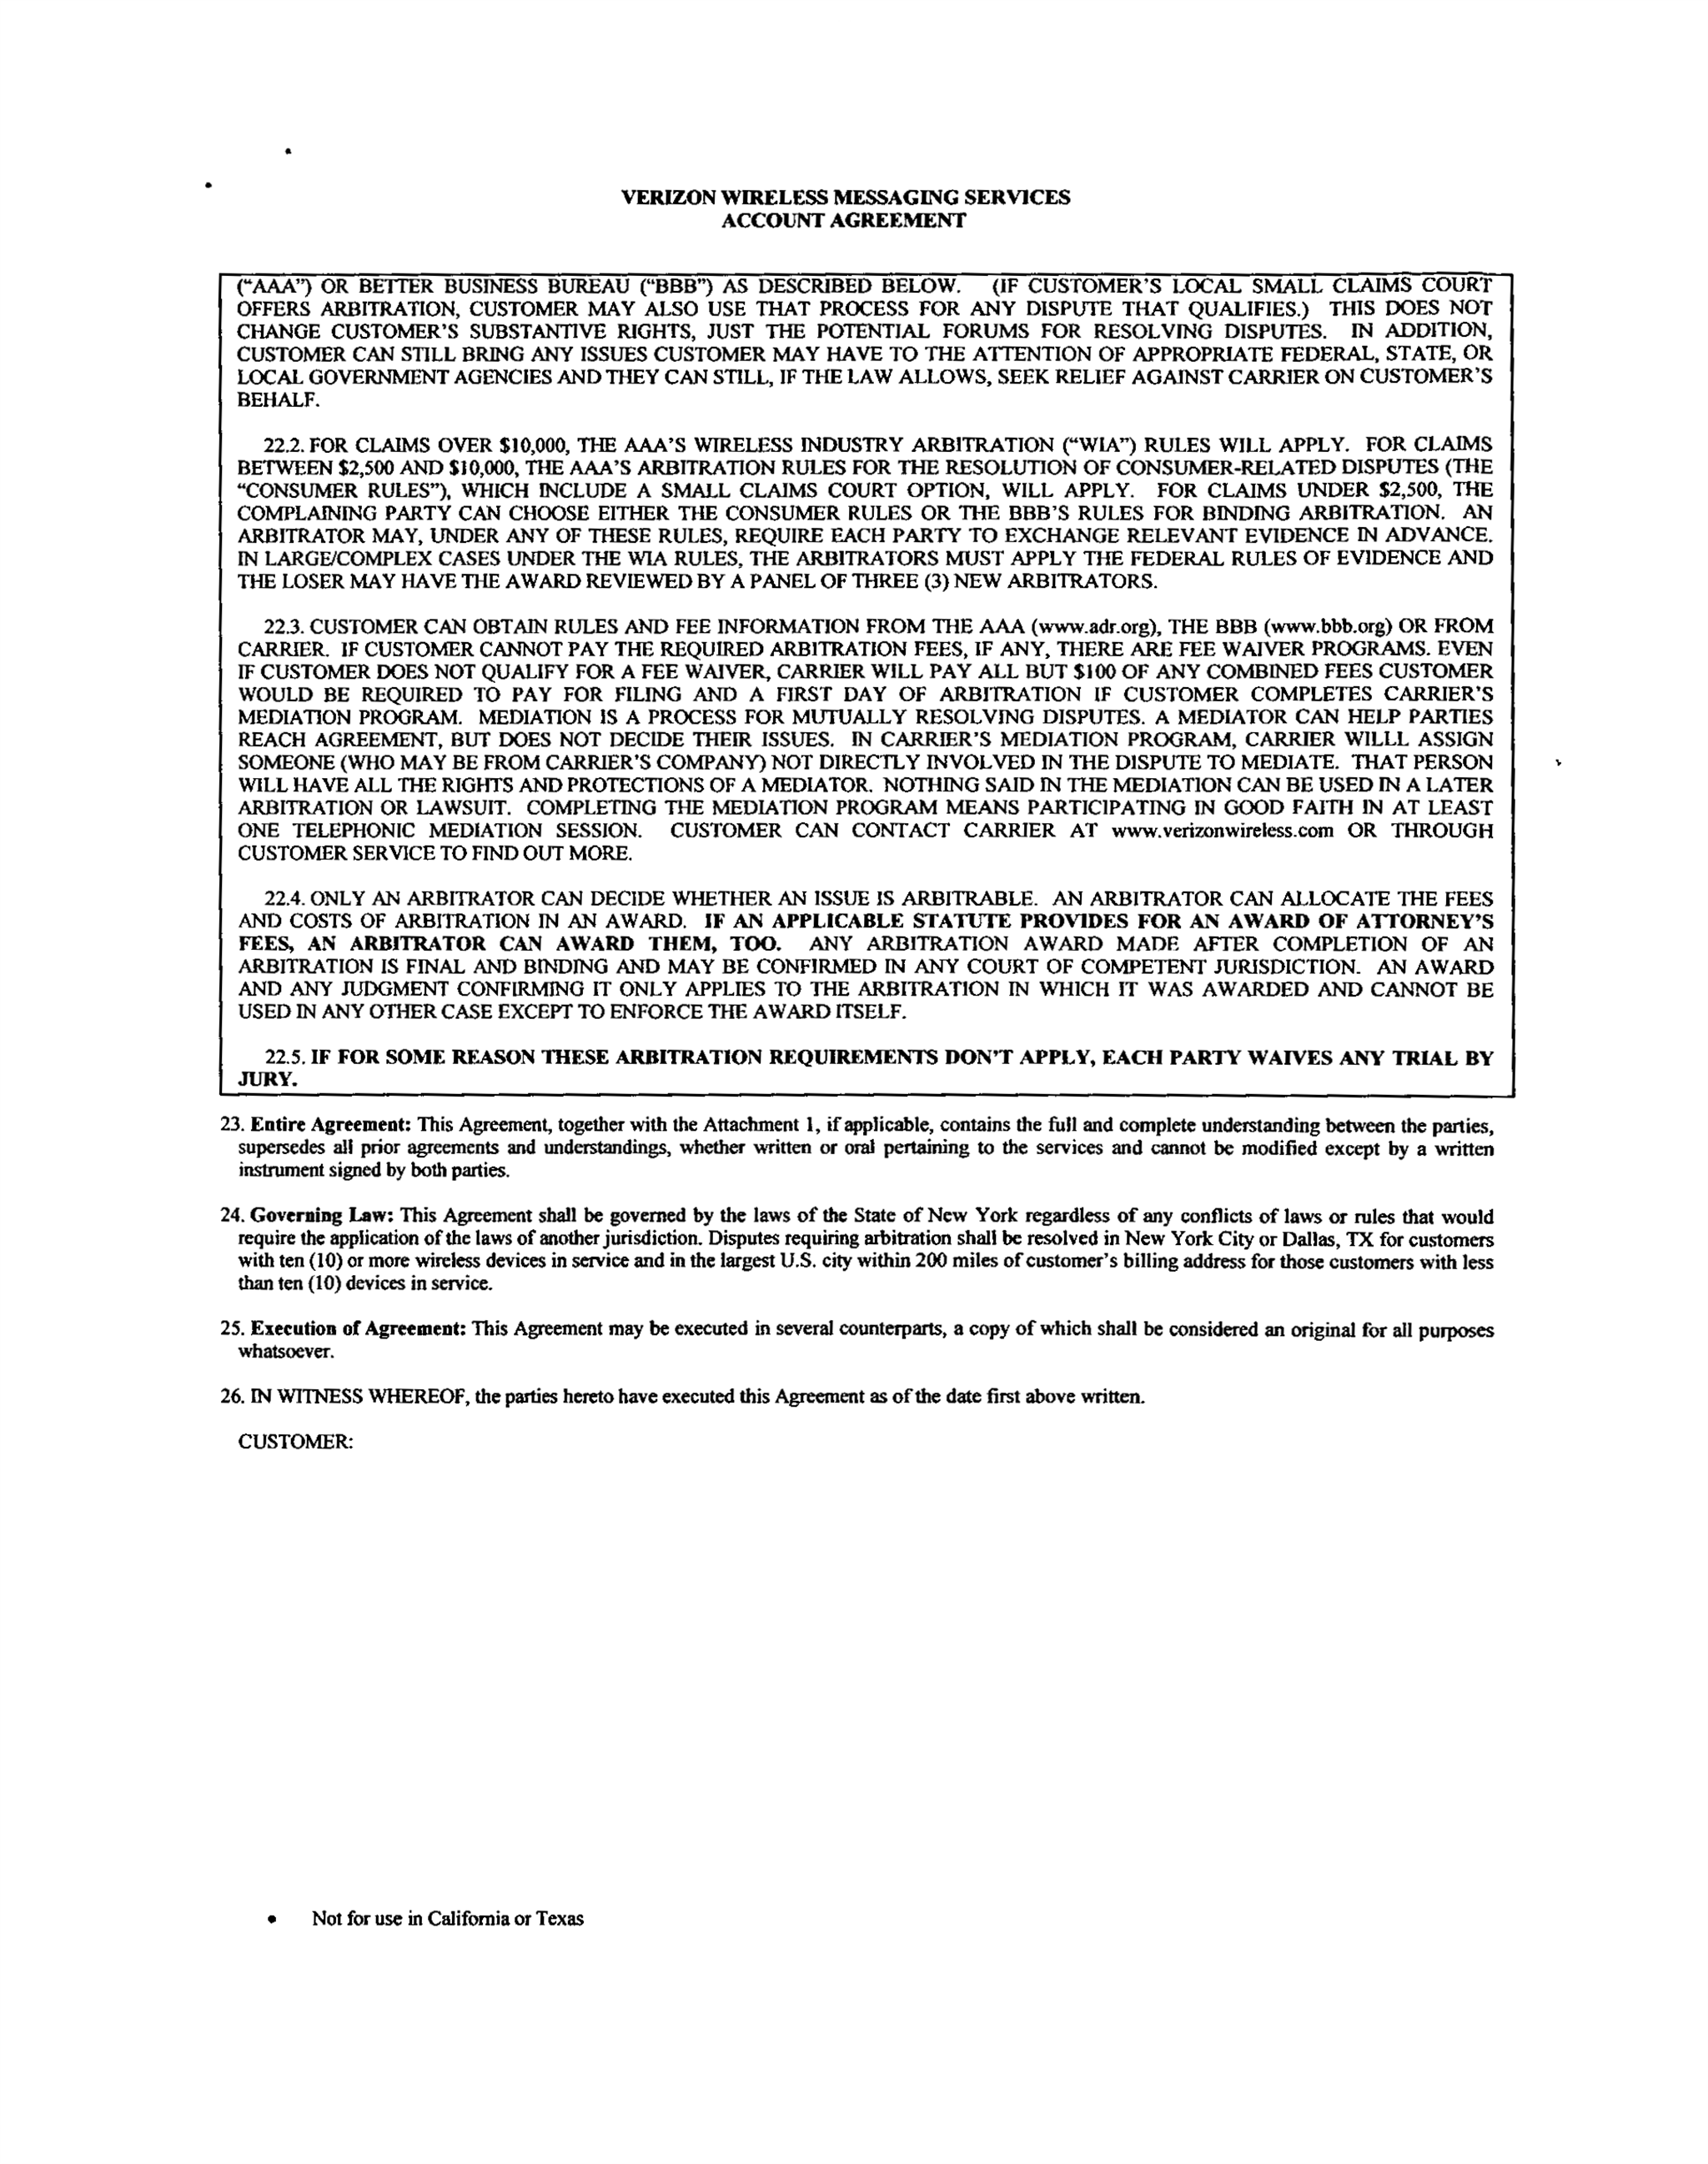 VERIZON WIRELESS MESSAGING SERVICES
ACCOUNT AGREEMENT
("AAA") OR BETTER BUSINESS BUREAU ("BBB") AS DESCRIBED BELOW. (IF CUSTOMER'S LOCAL SMALL CLAIMS COURT
OFFERS ARBITRATION, CUSTOMER MAY ALSO USE THAT PROCESS FOR ANY DISPUTE THAT QUALIFIES.) THIS DOES NOT
CHANGE CUSTOMER'S SUBSTANTIVE RIGHTS, JUST THE POTENTIAL FORUMS FOR RESOLVING DISPUTES. IN ADDITION,
CUSTOMER CAN STILL BRING ANY ISSUES CUSTOMER MAY HAVE TO THE ATTENTION OF APPROPRIATE FEDERAL, STATE, OR
LOCAL GOVERNMENT AGENCIES AND THEY CAN STILL, IF THE LAW ALLOWS, SEEK RELIEF AGAINST CARRIER ON CUSTOMER'S
BEHALF.
22.2. FOR CLAIMS OVER $10,000, THE AAA'S WIRELESS INDUSTRY ARBITRATION ("WIA") RULES WILL APPLY. FOR CLAIMS
BETWEEN $2,500 AND $10,000, THE AAA'S ARBITRATION RULES FOR THE RESOLUTION OF CONSUMER-RELATED DISPUTES (THE
"CONSUMER RULES"), WHICH INCLUDE A SMALL CLAIMS COURT OPTION, WILL APPLY. FOR CLAIMS UNDER $2,500, THE
COMPLAINING PARTY CAN CHOOSE EITHER THE CONSUMER RULES OR THE BBB'S RULES FOR BINDING ARBITRATION. AN
ARBITRATOR MAY, UNDER ANY OF THESE RULES, REQUIRE EACH PARTY TO EXCHANGE RELEVANT EVIDENCE IN ADVANCE.
IN LARGE/COMPLEX CASES UNDER THE WIA RULES, THE ARBITRATORS MUST APPLY THE FEDERAL RULES OF EVIDENCE AND
THE LOSER MAY HAVE THE AWARD REVIEWED BY A PANEL OF THREE (3) NEW ARBITRATORS.
22.3. CUSTOMER CAN OBTAIN RULES AND FEE INFORMATION FROM THE AAA (www.adr.org), THE BBB (www.bbb.org) OR FROM
CARRIER. IF CUSTOMER CANNOT PAY THE REQUIRED ARBITRATION FEES, IF ANY, THERE ARE FEE WAIVER PROGRAMS. EVEN
IF CUSTOMER DOES NOT QUALIFY FOR A FEE WAIVER, CARRIER WILL PAY ALL BUT $100 OF ANY COMBINED FEES CUSTOMER
WOULD BE REQUIRED TO PAY FOR FILING AND A FIRST DAY OF ARBITRATION IF CUSTOMER COMPLETES CARRIER'S
MEDIATION PROGRAM. MEDIATION IS A PROCESS FOR MUTUALLY RESOLVING DISPUTES. A MEDIATOR CAN HELP PARTIES
REACH AGREEMENT, BUT DOES NOT DECIDE THEIR ISSUES. IN CARRIER'S MEDIATION PROGRAM, CARRIER WILLL ASSIGN
SOMEONE (WHO MAY BE FROM CARRIER'S COMPANY) NOT DIRECTLY INVOLVED IN THE DISPUTE TO MEDIATE. THAT PERSON
WILL HAVE ALL THE RIGHTS AND PROTECTIONS OF A MEDIATOR. NOTHING SAID IN THE MEDIATION CAN BE USED IN A LATER
ARBITRATION OR LAWSUIT. COMPLETING THE MEDIATION PROGRAM MEANS PARTICIPATING IN GOOD FAITH IN AT LEAST
ONE TELEPHONIC MEDIATION SESSION. CUSTOMER CAN CONTACT CARRIER AT www.verizonwireless.com OR THROUGH
CUSTOMER SERVICE TO FIND OUT MORE.
22.4. ONLY AN ARBITRATOR CAN DECIDE WHETHER AN ISSUE IS ARBITRABLE. AN ARBITRATOR CAN ALLOCATE THE FEES
AND COSTS OF ARBITRATION IN AN AWARD. IF AN APPLICABLE STATUTE PROVIDES FOR AN AWARD OF ATTORNEY'S
FEES, AN ARBITRATOR CAN AWARD THEM, TOO. ANY ARBITRATION AWARD MADE AFTER COMPLETION OF AN
ARBITRATION IS FINAL AND BINDING AND MAY BE CONFIRMED IN ANY COURT OF COMPETENT JURISDICTION. AN AWARD
AND ANY JUDGMENT CONFIRMING IT ONLY APPLIES TO THE ARBITRATION IN WHICH IT WAS AWARDED AND CANNOT BE
USED IN ANY OTHER CASE EXCEPT TO ENFORCE THE AWARD ITSELF.
22.5. IF FOR SOME REASON THESE ARBITRATION REQUIREMENTS DON'T APPLY, EACH PARTY WAIVES ANY TRIAL BY
JURY.
23. Entire Agreement: This Agreement, together with the Attachment 1, if applicable, contains the full and complete understanding between the parties,
supersedes all prior agreements and understandings, whether written or oral pertaining to the services and cannot be modified except by a written
instrument signed by both parties.
24. Governing Law: This Agreement shall be governed by the laws of the State of New York regardless of any conflicts of laws or rules that would
require the application of the laws of another jurisdiction. Disputes requiring arbitration shall be resolved in New York City or Dallas, TX for customers
with ten (10) or more wireless devices in service and in the largest U.S. city within 200 miles of customer's billing address for those customers with less
than ten (10) devices in service.
25. Execution of Agreement: This Agreement may be executed in several counterparts, a copy of which shall be considered an original for all purposes
whatsoever.
26. IN WITNESS WHEREOF, the parties hereto have executed this Agreement as of the date first above written.
CUSTOMER:
• Not for use in California or Texas